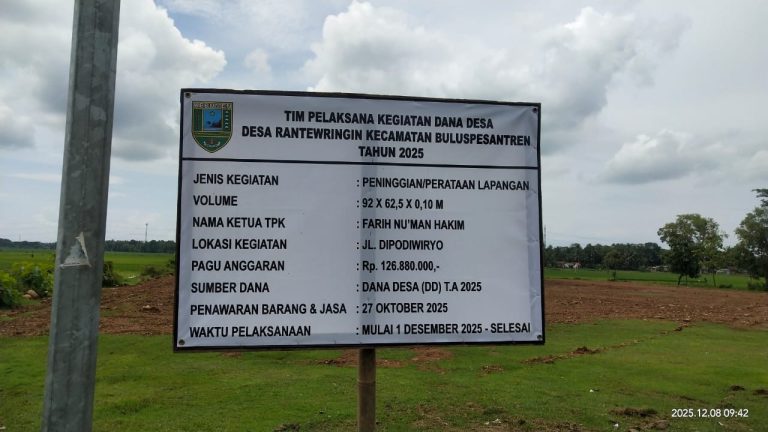 KEBUMEN
TIM PELAKSANA KEGIATAN DANA DESA
DESA RANTEWRINGIN KECAMATAN BULUSPESANTREN
TAHUN 2025
JENIS KEGIATAN : PENINGGIAN/PERATAAN LAPANGAN
VOLUME : 92 X 62,5 X 0,10 M
NAMA KETUA TPK : FARIH NU'MAN HAKIM
LOKASI KEGIATAN : JL. DIPODIWIRYO
PAGU ANGGARAN : Rp. 126.880.000,-
SUMBER DANA : DANA DESA (DD) T.A 2025
PENAWARAN BARANG & JASA : 27 OKTOBER 2025
WAKTU PELAKSANAAN : MULAI 1 DESEMBER 2025 - SELESAI
2025.12.08 09:42